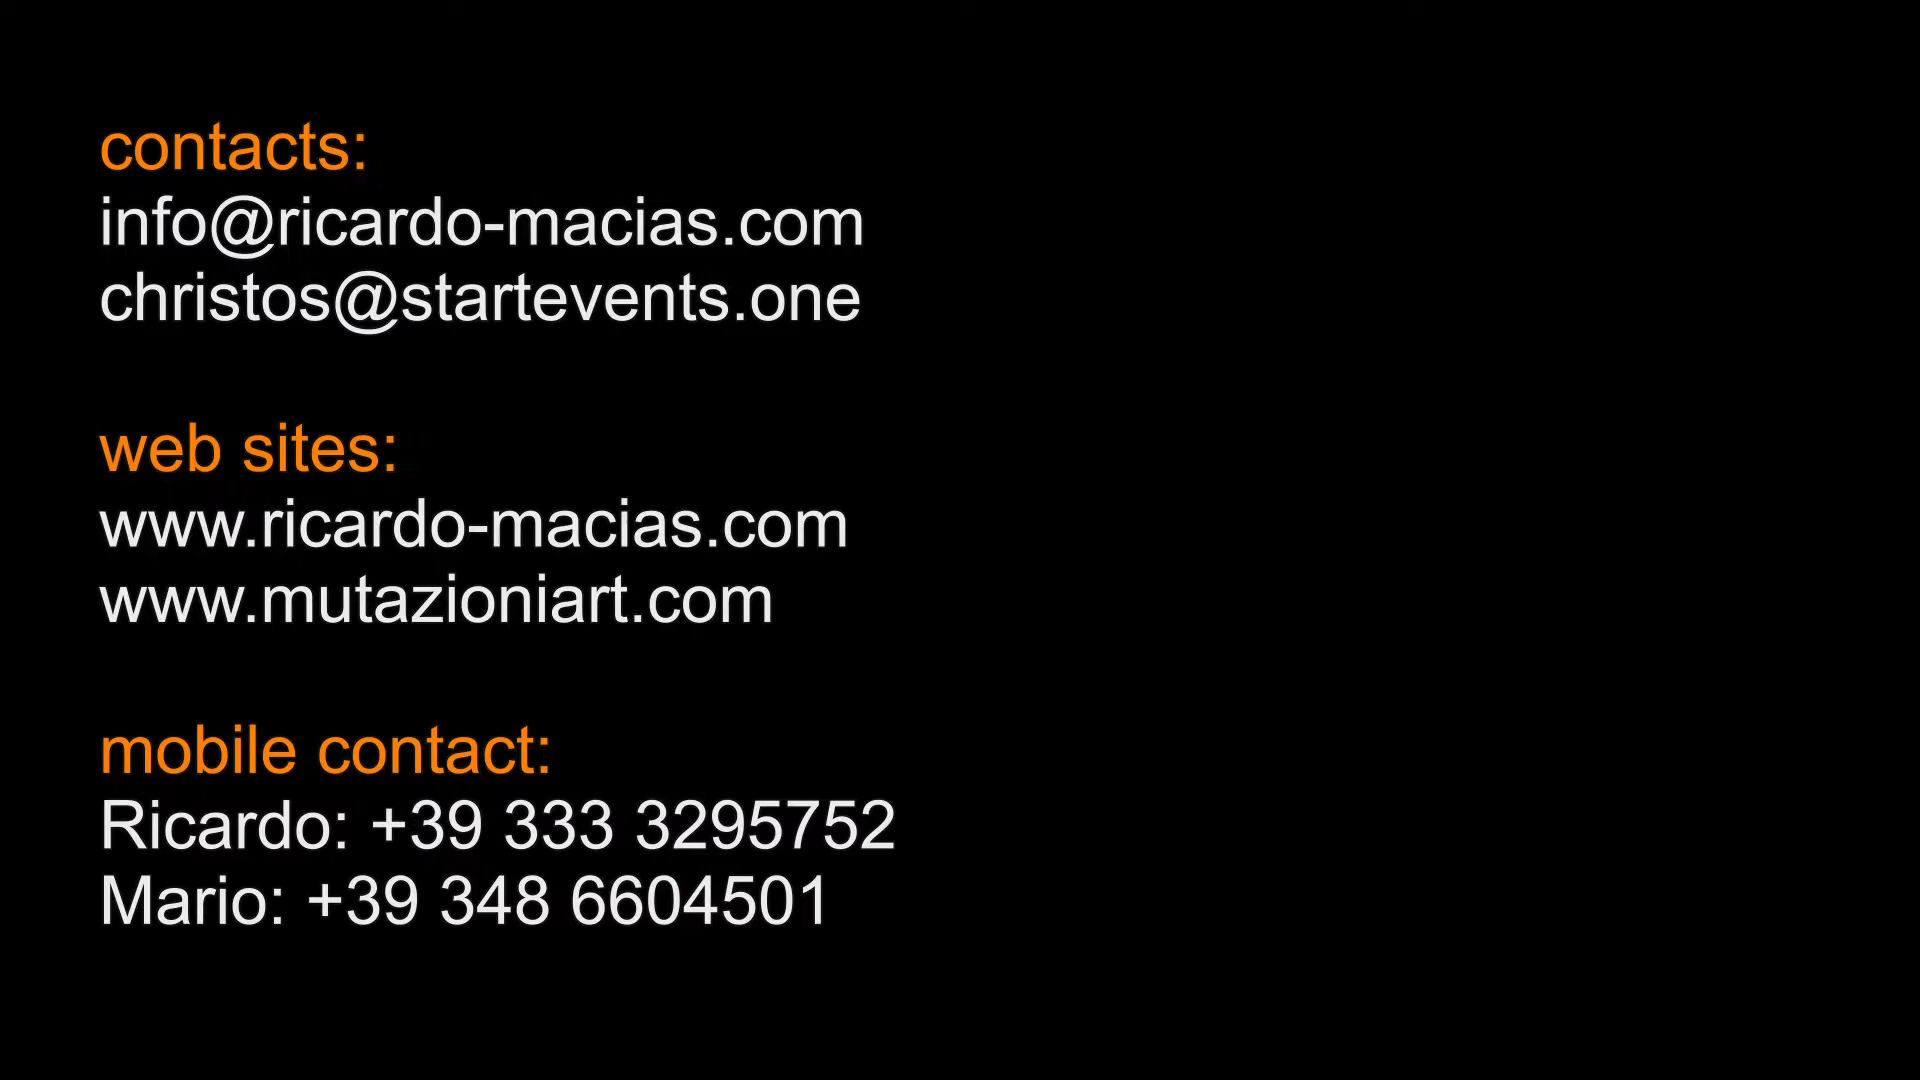 contacts:
info@ricardo-macias.com
christos@startevents.one
web sites:
www.ricardo-macias.com
www.mutazioniart.com
mobile contact:
Ricardo: +39 333 3295752
Mario: +39 348 6604501